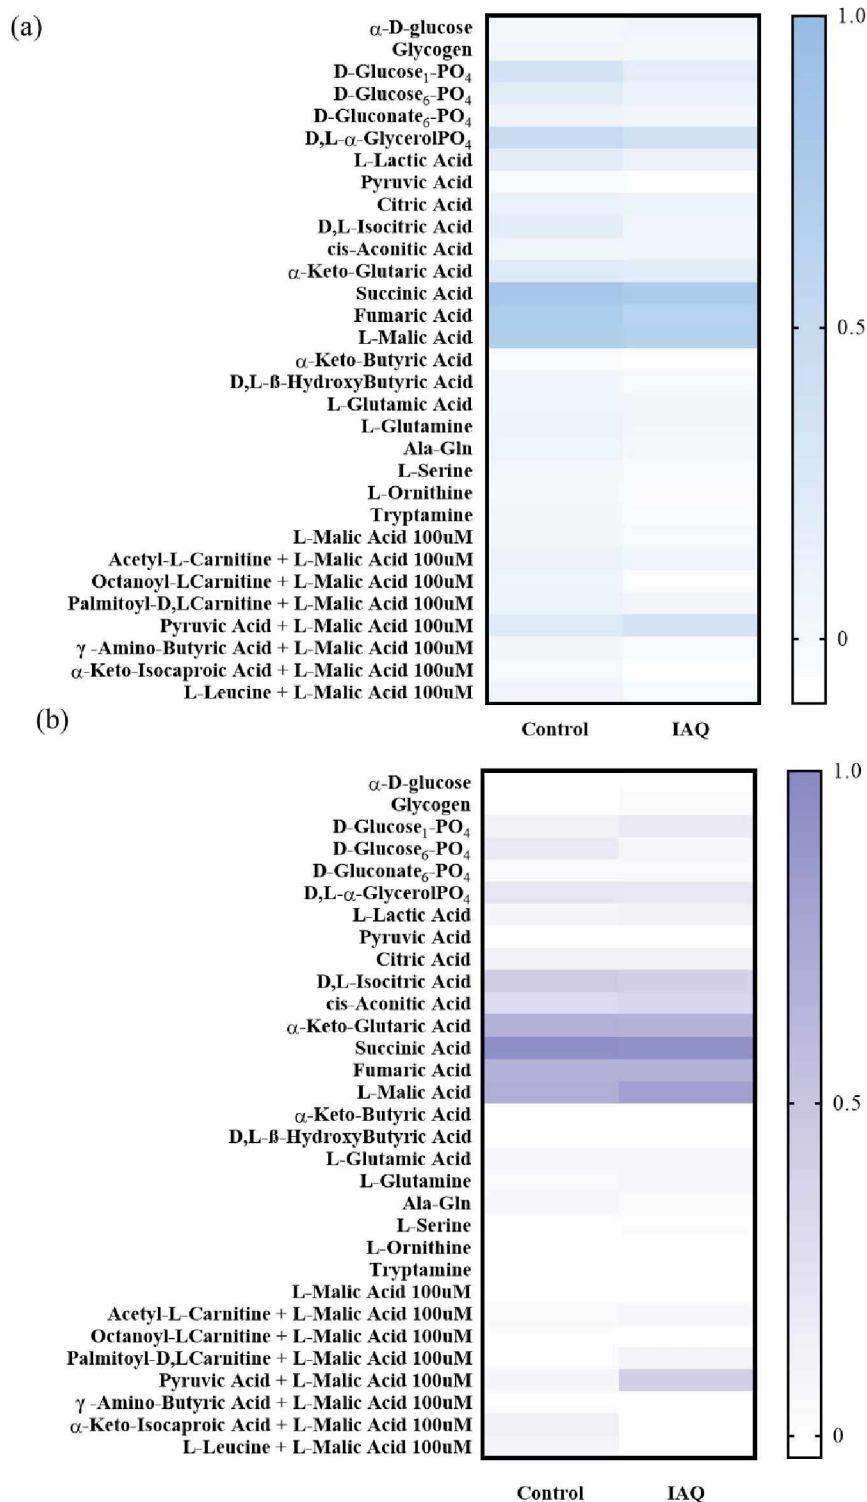 (a)
α-D-glucose
Glycogen
D-Glucose₁-PO₄
D-Glucose₆-PO₄
D-Gluconate₆-PO₄
D,L-α-GlycerolPO₄
L-Lactic Acid
Pyruvic Acid
Citric Acid
D,L-Isocitric Acid
cis-Aconitic Acid
α-Keto-Glutaric Acid
Succinic Acid
Fumaric Acid
L-Malic Acid
α-Keto-Butyric Acid
D,L-ß-HydroxyButyric Acid
L-Glutamic Acid
L-Glutamine
Ala-Gln
L-Serine
L-Ornithine
Tryptamine
L-Malic Acid 100uM
Acetyl-L-Carnitine + L-Malic Acid 100uM
Octanoyl-LCarnitine + L-Malic Acid 100uM
Palmitoyl-D,LCarnitine + L-Malic Acid 100uM
Pyruvic Acid + L-Malic Acid 100uM
γ -Amino-Butyric Acid + L-Malic Acid 100uM
α-Keto-Isocaproic Acid + L-Malic Acid 100uM
L-Leucine + L-Malic Acid 100uM
Control IAQ
1.0
0.5
0
(b)
α-D-glucose
Glycogen
D-Glucose₁-PO₄
D-Glucose₆-PO₄
D-Gluconate₆-PO₄
D,L-α-GlycerolPO₄
L-Lactic Acid
Pyruvic Acid
Citric Acid
D,L-Isocitric Acid
cis-Aconitic Acid
α-Keto-Glutaric Acid
Succinic Acid
Fumaric Acid
L-Malic Acid
α-Keto-Butyric Acid
D,L-ß-HydroxyButyric Acid
L-Glutamic Acid
L-Glutamine
Ala-Gln
L-Serine
L-Ornithine
Tryptamine
L-Malic Acid 100uM
Acetyl-L-Carnitine + L-Malic Acid 100uM
Octanoyl-LCarnitine + L-Malic Acid 100uM
Palmitoyl-D,LCarnitine + L-Malic Acid 100uM
Pyruvic Acid + L-Malic Acid 100uM
γ -Amino-Butyric Acid + L-Malic Acid 100uM
α-Keto-Isocaproic Acid + L-Malic Acid 100uM
L-Leucine + L-Malic Acid 100uM
Control IAQ
1.0
0.5
0